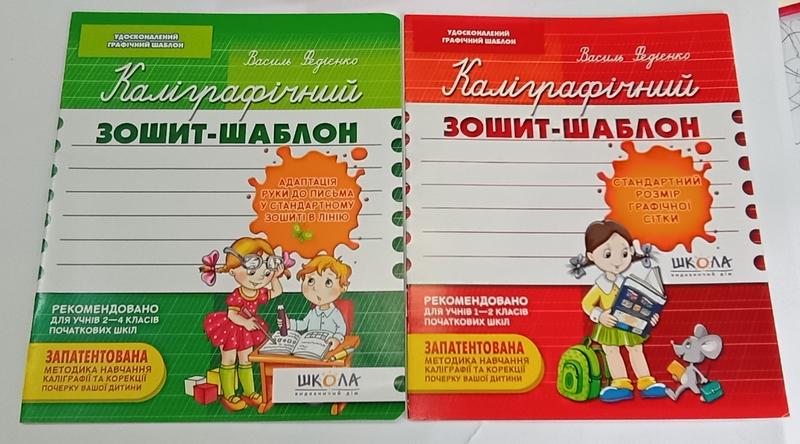 УДОСКОНАЛЕНИЙ
ГРАФІЧНИЙ ШАБЛОН
Василь Федієнко
Каліграфічний
ЗОШИТ-ШАБЛОН
АДАПТАЦІЯ
РУКИ ДО ПИСЬМА
У СТАНДАРТНОМУ
ЗОШИТІ В ЛІНІЮ
РЕКОМЕНДОВАНО
ДЛЯ УЧНІВ 2—4 КЛАСІВ
ПОЧАТКОВИХ ШКІЛ
ЗАПАТЕНТОВАНА
МЕТОДИКА НАВЧАННЯ
КАЛІГРАФІЇ ТА КОРЕКЦІЇ
ПОЧЕРКУ ВАШОЇ ДИТИНИ
ШКОЛА
видавничий дім
УДОСКОНАЛЕНИЙ
ГРАФІЧНИЙ ШАБЛОН
Василь Федієнко
Каліграфічний
ЗОШИТ-ШАБЛОН
СТАНДАРТНИЙ
РОЗМІР
ГРАФІЧНОЇ
СІТКИ
ШКОЛА
видавничий дім
РЕКОМЕНДОВАНО
ДЛЯ УЧНІВ 1—2 КЛАСІВ
ПОЧАТКОВИХ ШКІЛ
ЗАПАТЕНТОВАНА
МЕТОДИКА НАВЧАННЯ
КАЛІГРАФІЇ ТА КОРЕКЦІЇ
ПОЧЕРКУ ВАШОЇ ДИТИНИ